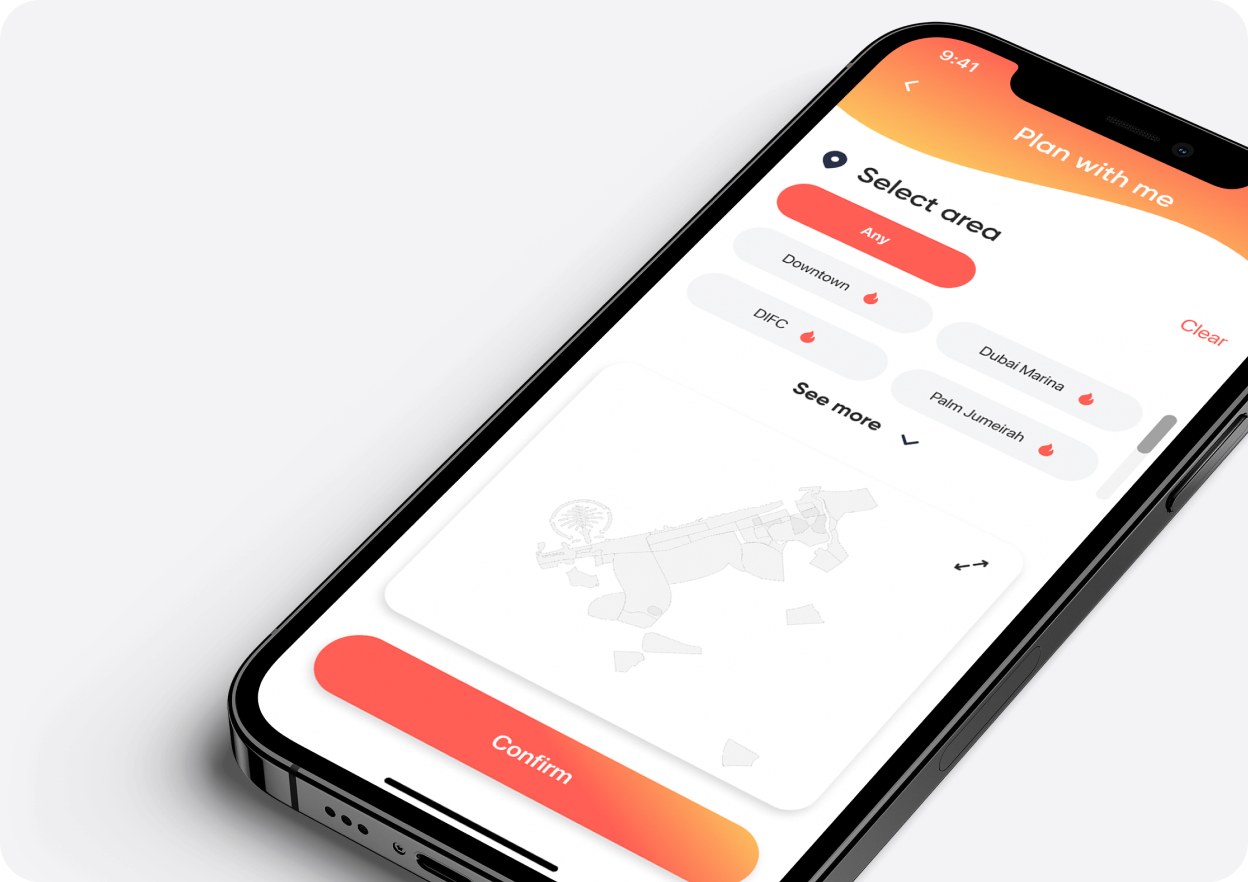 9:41
Plan with me
Select area
Any
Clear
Downtown
Dubai Marina
DIFC
Palm Jumeirah
See more
Confirm